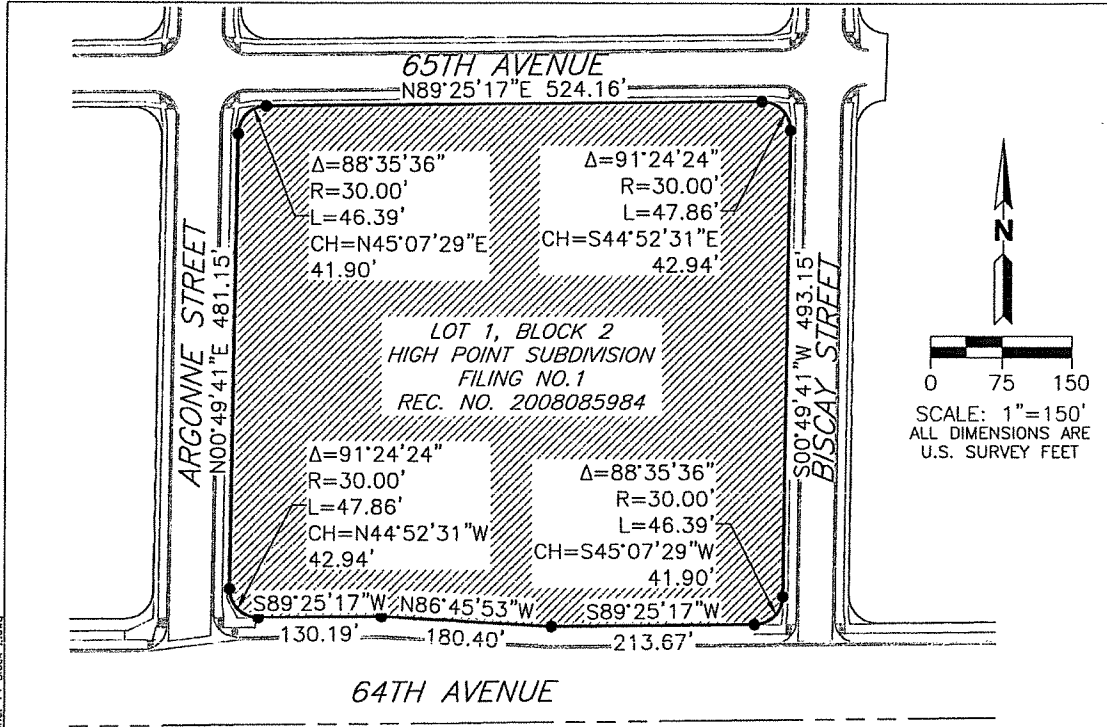 65TH AVENUE
N89°25'17"E 524.16'
Δ=88°35'36"
R=30.00'
L=46.39'
CH=N45°07'29"E
41.90'
Δ=91°24'24"
R=30.00'
L=47.86'
CH=S44°52'31"E
42.94'
ARGONNE STREET
N00°49'41"E 481.15'
S00°49'41"W 493.15'
BISCAY STREET
N
0 75 150
SCALE: 1"=150'
ALL DIMENSIONS ARE
U.S. SURVEY FEET
LOT 1, BLOCK 2
HIGH POINT SUBDIVISION
FILING NO.1
REC. NO. 2008085984
Δ=91°24'24"
R=30.00'
L=47.86'
CH=N44°52'31"W
42.94'
Δ=88°35'36"
R=30.00'
L=46.39'
CH=S45°07'29"W
41.90'
S89°25'17"W N86°45'53"W S89°25'17"W
130.19' 180.40' 213.67'
64TH AVENUE